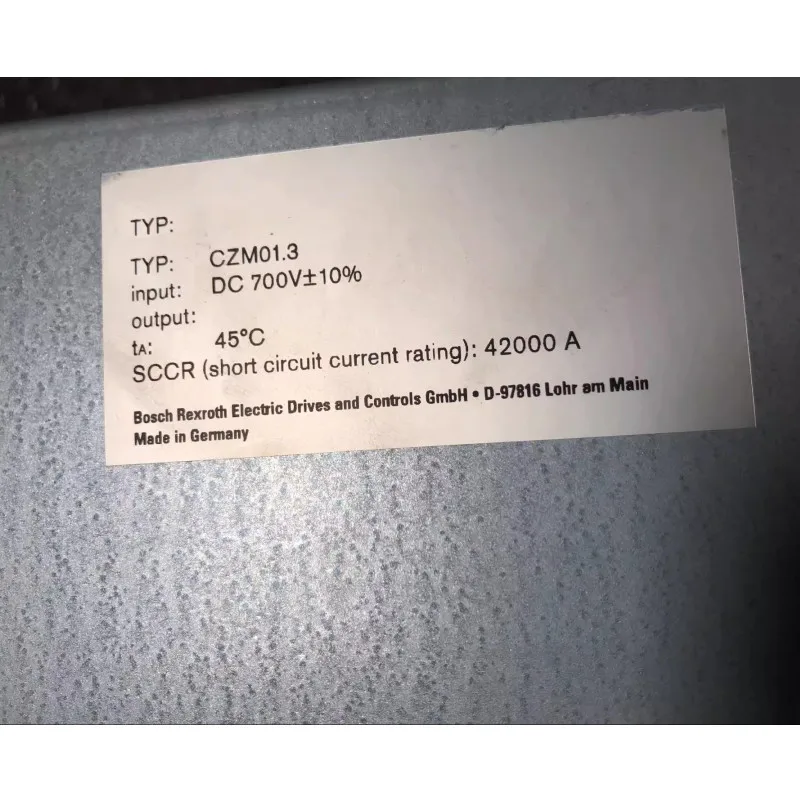 TYP:
TYP: CZM01.3
input: DC 700V±10%
output:
tA: 45°C
SCCR (short circuit current rating): 42000 A
Bosch Rexroth Electric Drives and Controls GmbH • D-97816 Lohr am Main
Made in Germany